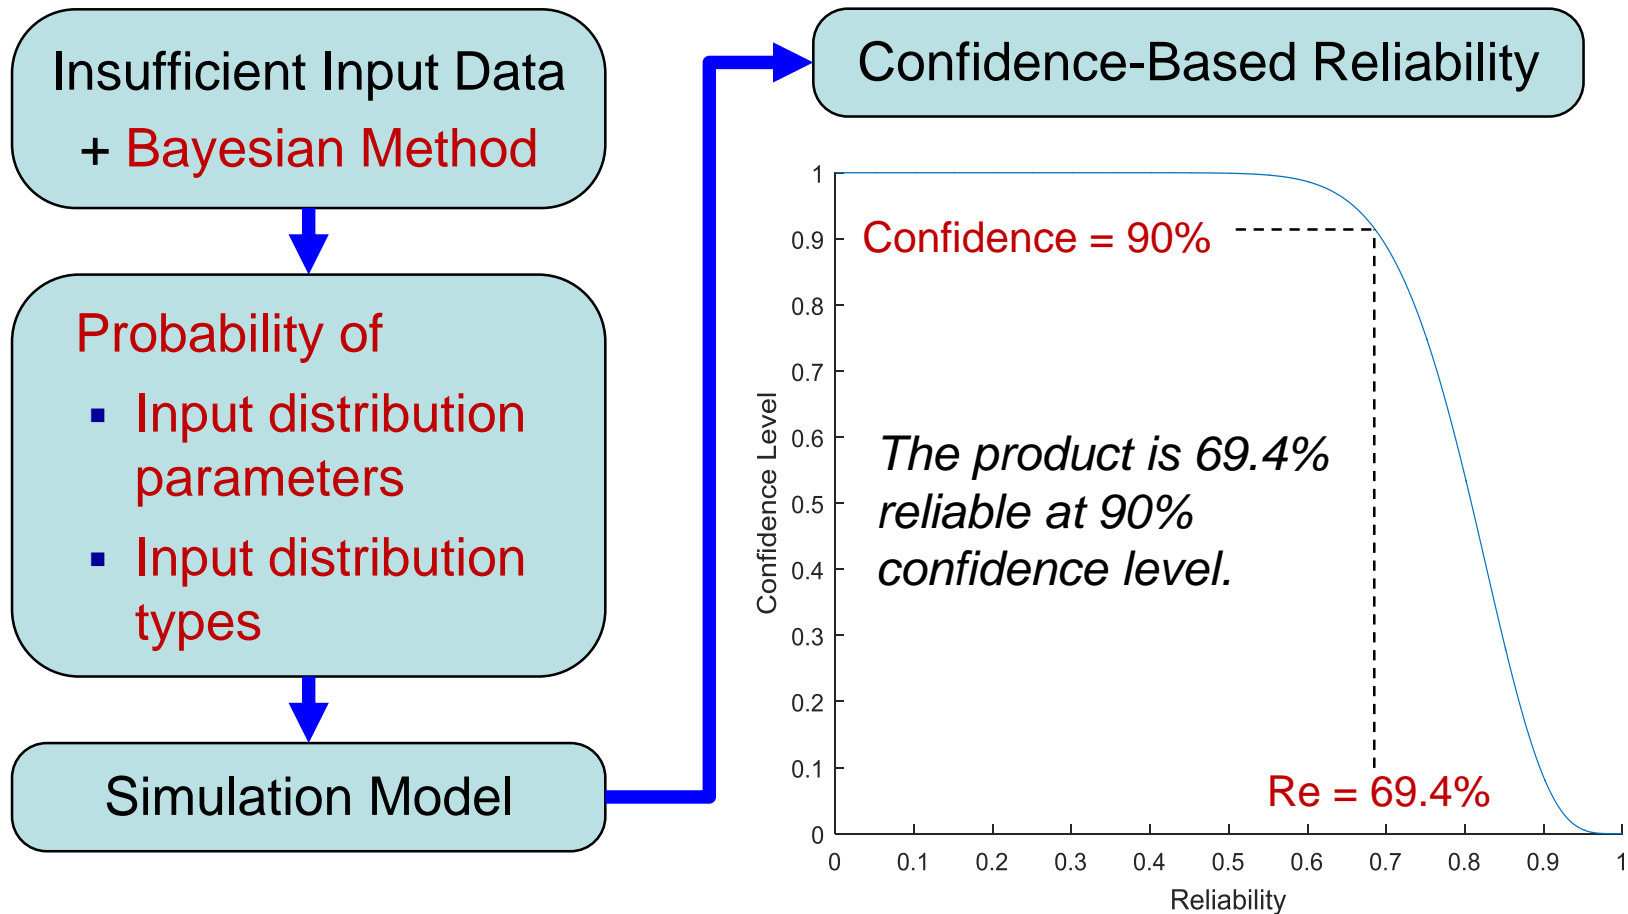 Insufficient Input Data
+ Bayesian Method
Probability of
▪ Input distribution
parameters
▪ Input distribution
types
Simulation Model
Confidence-Based Reliability
1
0.9
0.8
0.7
0.6
0.5
0.4
0.3
0.2
0.1
0
Confidence Level
Confidence = 90%
The product is 69.4%
reliable at 90%
confidence level.
Re = 69.4%
0 0.1 0.2 0.3 0.4 0.5 0.6 0.7 0.8 0.9 1
Reliability